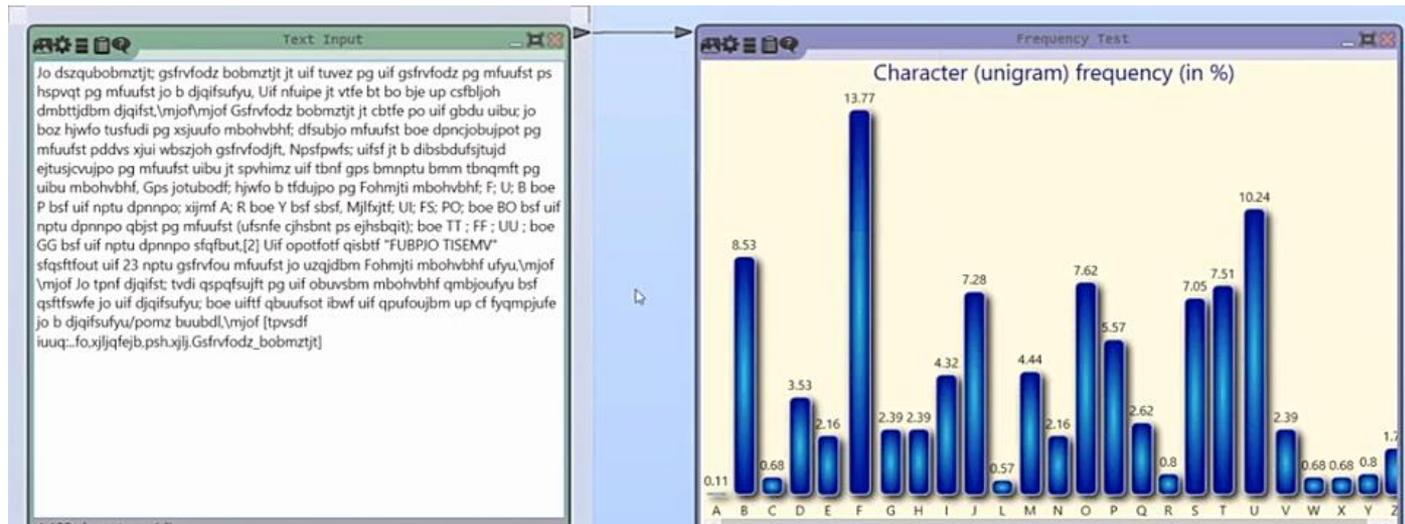 Text Input
Jo dszqubobmztjt; gsfrvfodz bobmztjt jt uif tuvez pg uif gsfrvfodz pg mfuufst ps
hspvqt pg mfuufst jo b djqifsufyu, Uif nfuipe jt vtfe bt bo bje up csfbljoh
dmbttjdbm djqifst,\mjof\mjof Gsfrvfodz bobmztjt jt cbtfe po uif gbdu uibu; jo
boz hjwfo tusfudi pg xsjuufo mbohvbhf; dfsubjo mfuufst boe dpncjobujpot pg
mfuufst pddvs xjui wbszjoh gsfrvfodjft, Npsfpwfs; uifsf jt b dibsbdufsjtujd
ejtusjcvujpo pg mfuufst uibu jt spvhimz uif tbnf gps bmnptu bmm tbnqmft pg
uibu mbohvbhf, Gps jotubodf; hjwfo b tfdujpo pg Fohmjti mbohvbhf; F; U; B boe
P bsf uif nptu dpnnpo; xijmf A; R boe Y bsf sbsf, Mjlfxjtf; UI; FS; PO; boe BO bsf uif
nptu dpnnpo qbjst pg mfuufst (ufsnfe cjhsbnt ps ejhsbqit); boe TT ; FF ; UU ; boe
GG bsf uif nptu dpnnpo sfqfbut,[2] Uif opotfotf qisbtf "FUBPJO TISEMV"
sfqsftfout uif 23 nptu gsfrvfou mfuufst jo uzqjdbm Fohmjti mbohvbhf ufyu,\mjof
\mjof Jo tpnf djqifst; tvdi qspqfsujft pg uif obuvsbm mbohvbhf qmbjoufyu bsf
qsftfswfe jo uif djqifsufyu; boe uiftf qbuufsot ibwf uif qpufoujbm up cf fyqmpjufe
jo b djqifsufyu/pomz buubdl,\mjof [tpvsdf
iuuq:..fo,xjljqfejb,psh.xjlj.Gsfrvfodz_bobmztjt]
Frequency Test
Character (unigram) frequency (in %)
13.77
10.24
8.53
7.62
7.51
7.28
7.05
5.57
4.44
4.32
3.53
2.62
2.39 2.39
2.39
2.16
2.16
0.8
0.8
0.68
0.68 0.68
0.57
0.11
A B C D E F G H I J L M N O P Q R S T U V W X Y Z